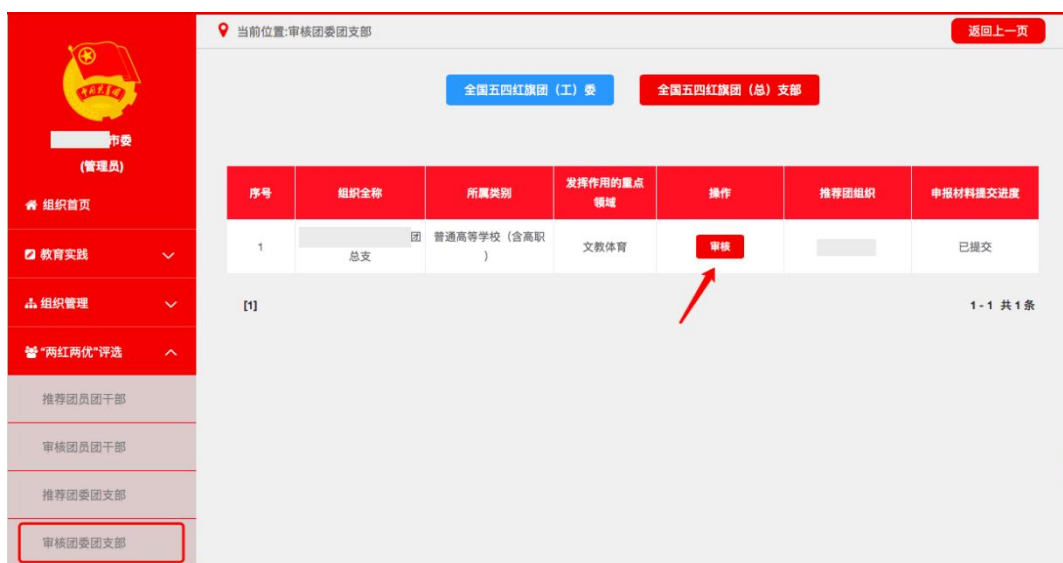 当前位置:审核团委团支部
返回上一页
中国共青团
市委
(管理员)
组织首页
教育实践
组织管理
“两红两优”评选
推荐团员团干部
审核团员团干部
推荐团委团支部
审核团委团支部
全国五四红旗团（工）委
全国五四红旗团（总）支部
序号 组织全称 所属类别 发挥作用的重点 操作 推荐团组织 申报材料提交进度
领域
1 团 普通高等学校（含高职 文教体育 审核 已提交
总支 ）
[1]
1-1 共1条